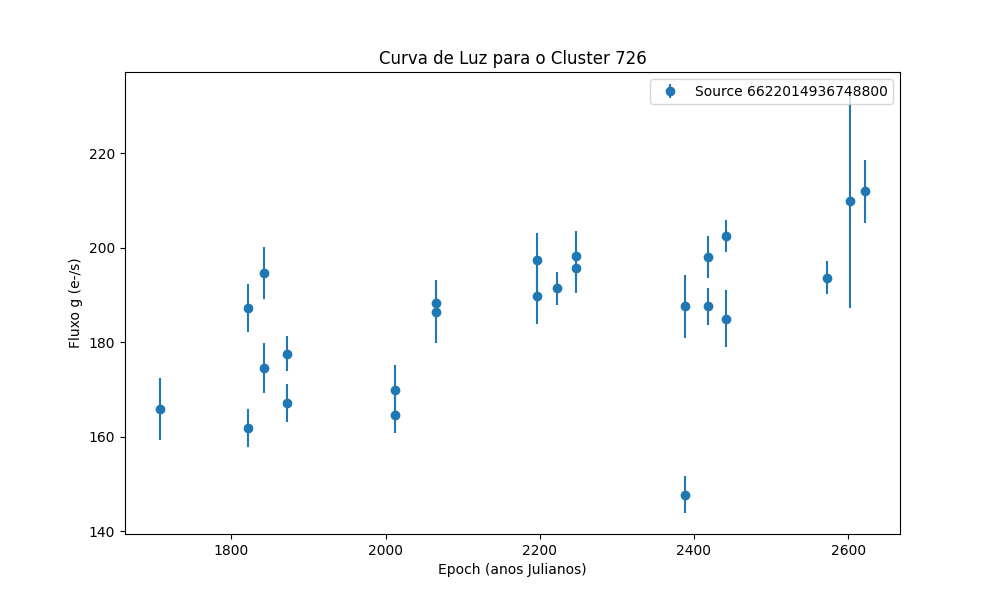 Curva de Luz para o Cluster 726
Source 6622014936748800
Fluxo g (e-/s)
220
200
180
160
140
1800
2000
2200
2400
2600
Epoch (anos Julianos)